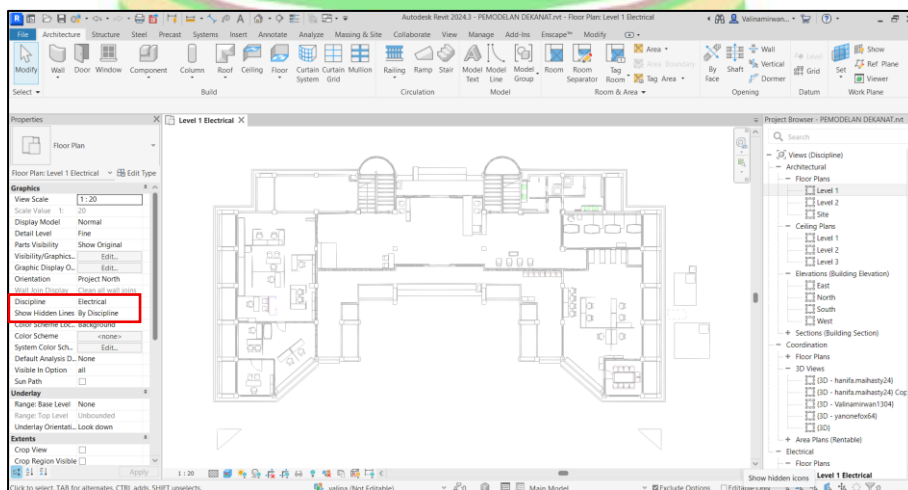 Autodesk Revit 2024.3 - PEMODELAN DEKANAT.rvt - Floor Plan: Level 1 Electrical
Valinamirwan...
File Architecture Structure Steel Precast Systems Insert Annotate Analyze Massing & Site Collaborate View Manage Add-Ins Enscape™ Modify
Modify Wall Door Window Component Column Roof Ceiling Floor Curtain System Curtain Grid Mullion Railing Ramp Stair Model Text Model Line Model Group Room Room Separator Tag Room
Area
Area Boundary
Tag Area
By Face Shaft
Wall
Vertical
Dormer
Level
Grid
Set
Show
Ref Plane
Viewer
Select Build Circulation Model Room & Area Opening Datum Work Plane
Properties
Level 1 Electrical
Floor Plan
Floor Plan: Level 1 Electrical Edit Type
Graphics
View Scale 1 : 20
Scale Value 1: 20
Display Model Normal
Detail Level Fine
Parts Visibility Show Original
Visibility/Graphics... Edit...
Graphic Display O... Edit...
Orientation Project North
Wall Join Display Clean all wall joins
Discipline Electrical
Show Hidden Lines By Discipline
Color Scheme Loc... Background
Color Scheme <none>
System Color Sch... Edit...
Default Analysis D... None
Visible In Option all
Sun Path
Underlay
Range: Base Level None
Range: Top Level Unbounded
Underlay Orientati... Look down
Extents
Crop View
Crop Region Visible
Apply
Project Browser - PEMODELAN DEKANAT.rvt
Search
Views (Discipline)
Architectural
Floor Plans
Level 1
Level 2
Site
Ceiling Plans
Level 1
Level 2
Level 3
Elevations (Building Elevation)
East
North
South
West
Sections (Building Section)
Coordination
Floor Plans
3D Views
{3D - hanifa.maihasty24}
{3D - hanifa.maihasty24} Cop
{3D - Valinamirwan1304}
{3D - yanonefox64}
{3D}
Area Plans (Rentable)
Electrical
Floor Plans
Level 1 Electrical
1 : 20
Show hidden icons
Click to select, TAB for alternates, CTRL adds, SHIFT unselects.
valina (Not Editable)
:0
Main Model
Exclude Options